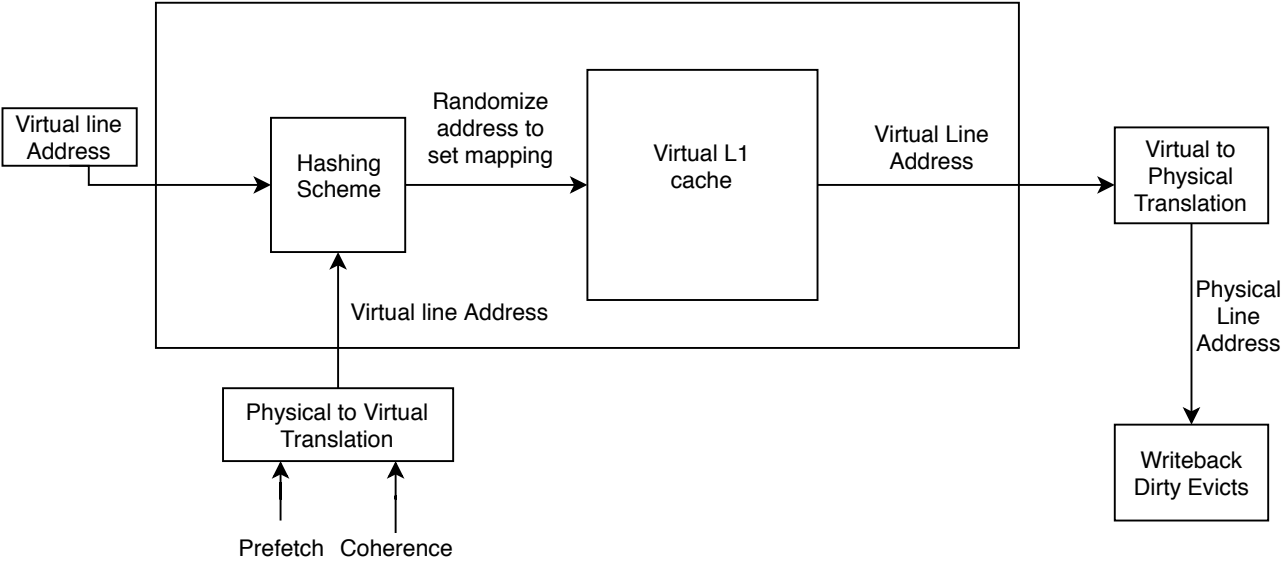 Virtual line
Address
Hashing
Scheme
Randomize
address to
set mapping
Virtual L1
cache
Virtual Line
Address
Virtual to
Physical
Translation
Virtual line Address
Physical
Line
Address
Physical to Virtual
Translation
Writeback
Dirty Evicts
Prefetch
Coherence